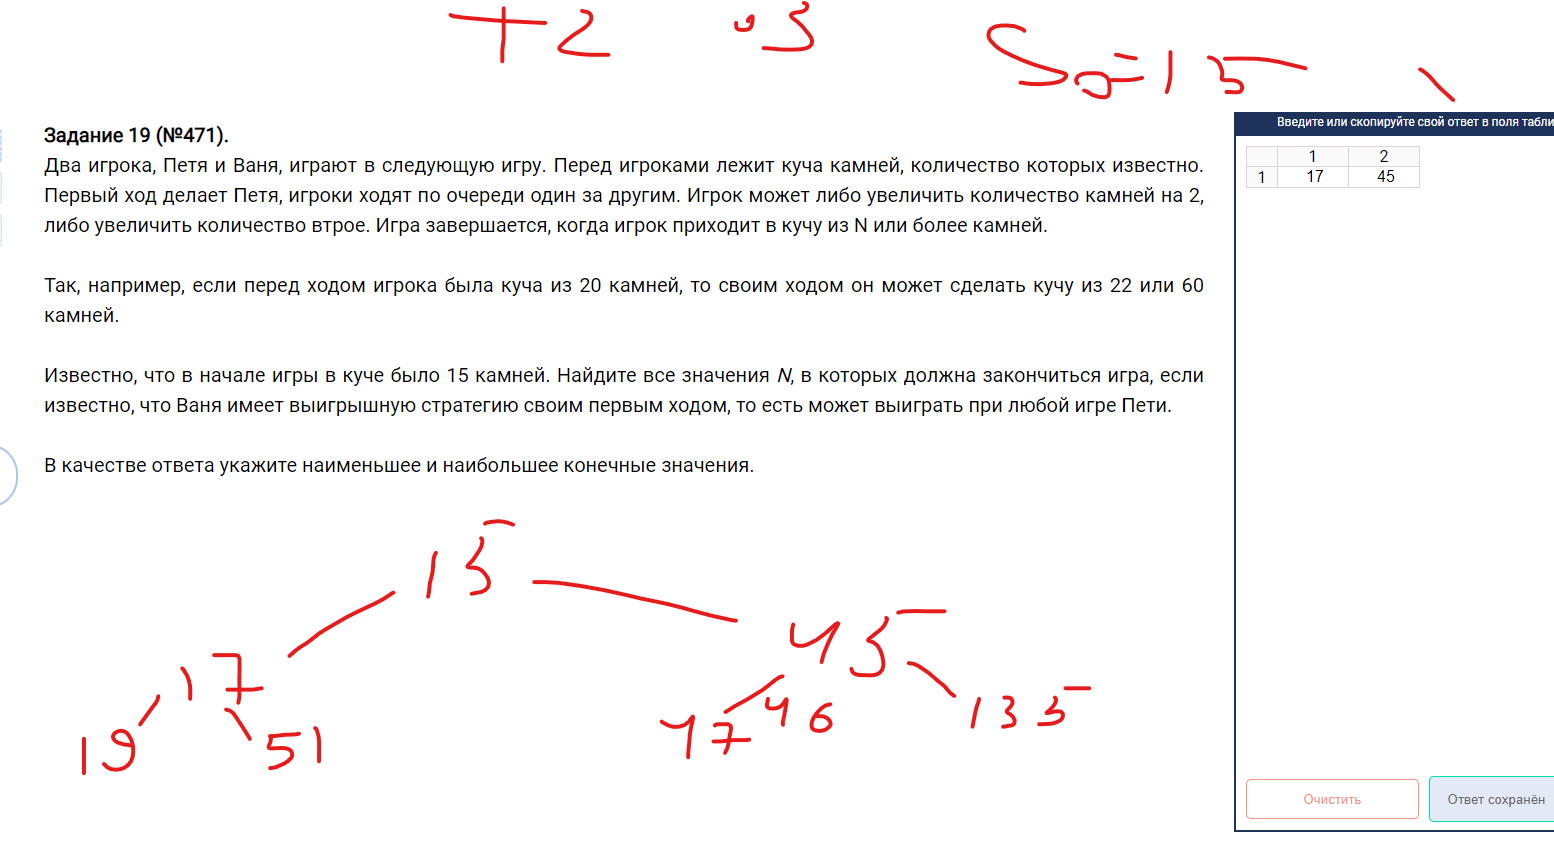 +2 ·3
S0=15
Введите или скопируйте свой ответ в поля табли
1 2
1 17 45
Задание 19 (№471).
Два игрока, Петя и Ваня, играют в следующую игру. Перед игроками лежит куча камней, количество которых известно.
Первый ход делает Петя, игроки ходят по очереди один за другим. Игрок может либо увеличить количество камней на 2,
либо увеличить количество втрое. Игра завершается, когда игрок приходит в кучу из N или более камней.
Так, например, если перед ходом игрока была куча из 20 камней, то своим ходом он может сделать кучу из 22 или 60
камней.
Известно, что в начале игры в куче было 15 камней. Найдите все значения N, в которых должна закончиться игра, если
известно, что Ваня имеет выигрышную стратегию своим первым ходом, то есть может выиграть при любой игре Пети.
В качестве ответа укажите наименьшее и наибольшее конечные значения.
15
17 45
19 51 47 46 135
Очистить Ответ сохранён